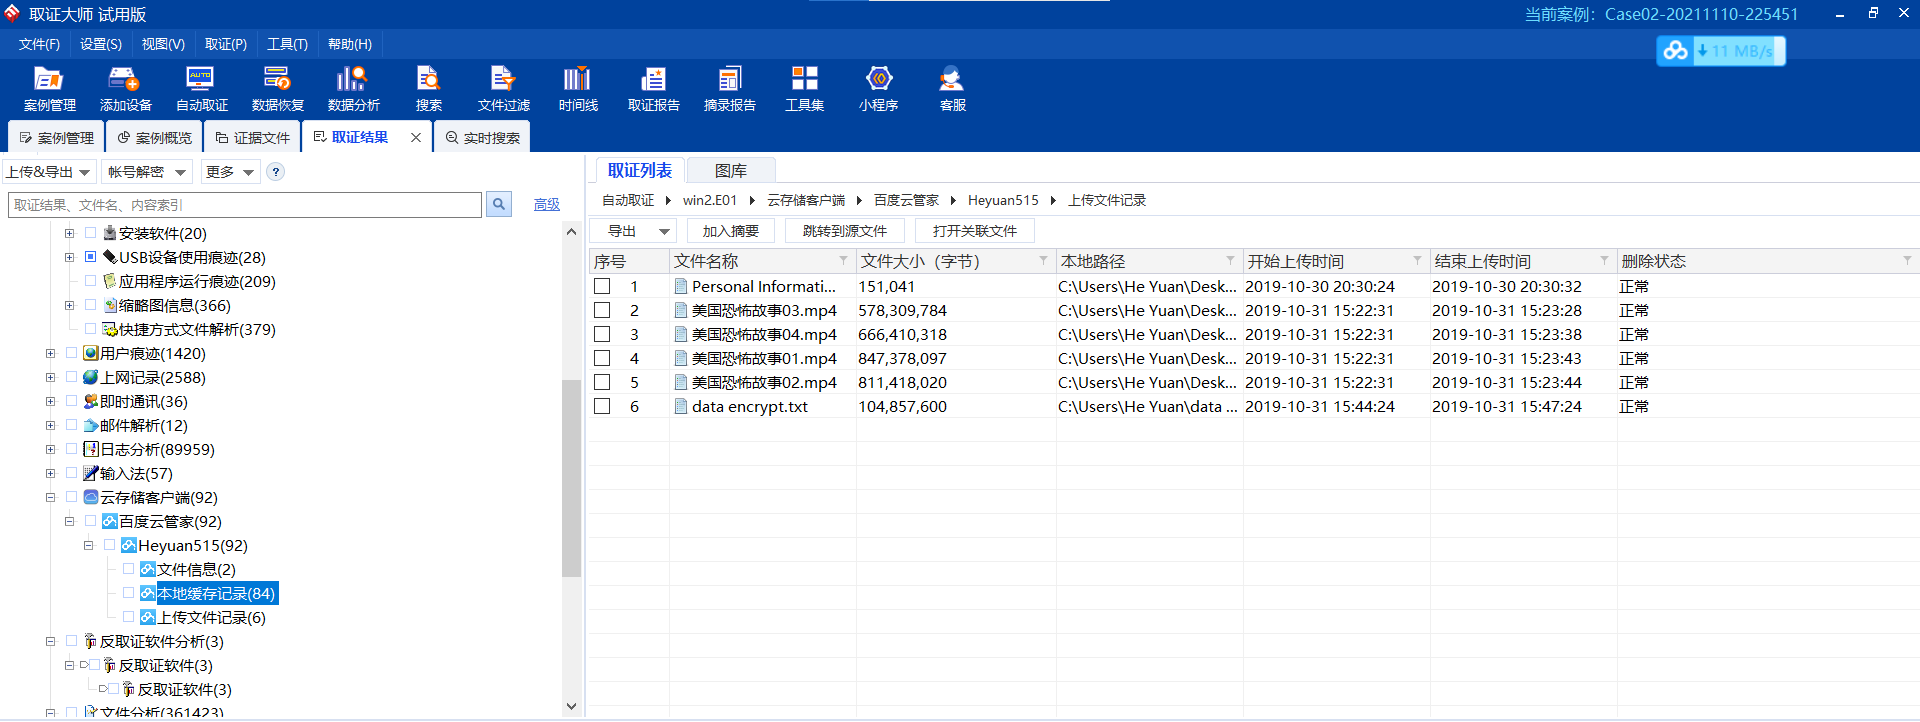 取证大师 试用版
当前案例: Case02-20211110-225451
文件(F) 设置(S) 视图(V) 取证(P) 工具(T) 帮助(H)
11 MB/s
AUTO
案例管理 添加设备 自动取证 数据恢复 数据分析 搜索 文件过滤 时间线 取证报告 摘录报告 工具集 小程序 客服
案例管理 案例概览 证据文件 取证结果 实时搜索
上传&导出 帐号解密 更多 ?
取证结果、文件名、内容索引 高级
安装软件(20)
USB设备使用痕迹(28)
应用程序运行痕迹(209)
缩略图信息(366)
快捷方式文件解析(379)
用户痕迹(1420)
上网记录(2588)
即时通讯(36)
邮件解析(12)
日志分析(89959)
输入法(57)
云存储客户端(92)
百度云管家(92)
Heyuan515(92)
文件信息(2)
本地缓存记录(84)
上传文件记录(6)
反取证软件分析(3)
反取证软件(3)
反取证软件(3)
文件分析(361423)
取证列表 图库
自动取证 win2.E01 云存储客户端 百度云管家 Heyuan515 上传文件记录
导出 加入摘要 跳转到源文件 打开关联文件
序号 文件名称 文件大小（字节） 本地路径 开始上传时间 结束上传时间 删除状态
1 Personal Informati... 151,041 C:\Users\He Yuan\Desk... 2019-10-30 20:30:24 2019-10-30 20:30:32 正常
2 美国恐怖故事03.mp4 578,309,784 C:\Users\He Yuan\Desk... 2019-10-31 15:22:31 2019-10-31 15:23:28 正常
3 美国恐怖故事04.mp4 666,410,318 C:\Users\He Yuan\Desk... 2019-10-31 15:22:31 2019-10-31 15:23:38 正常
4 美国恐怖故事01.mp4 847,378,097 C:\Users\He Yuan\Desk... 2019-10-31 15:22:31 2019-10-31 15:23:43 正常
5 美国恐怖故事02.mp4 811,418,020 C:\Users\He Yuan\Desk... 2019-10-31 15:22:31 2019-10-31 15:23:44 正常
6 data encrypt.txt 104,857,600 C:\Users\He Yuan\data ... 2019-10-31 15:44:24 2019-10-31 15:47:24 正常